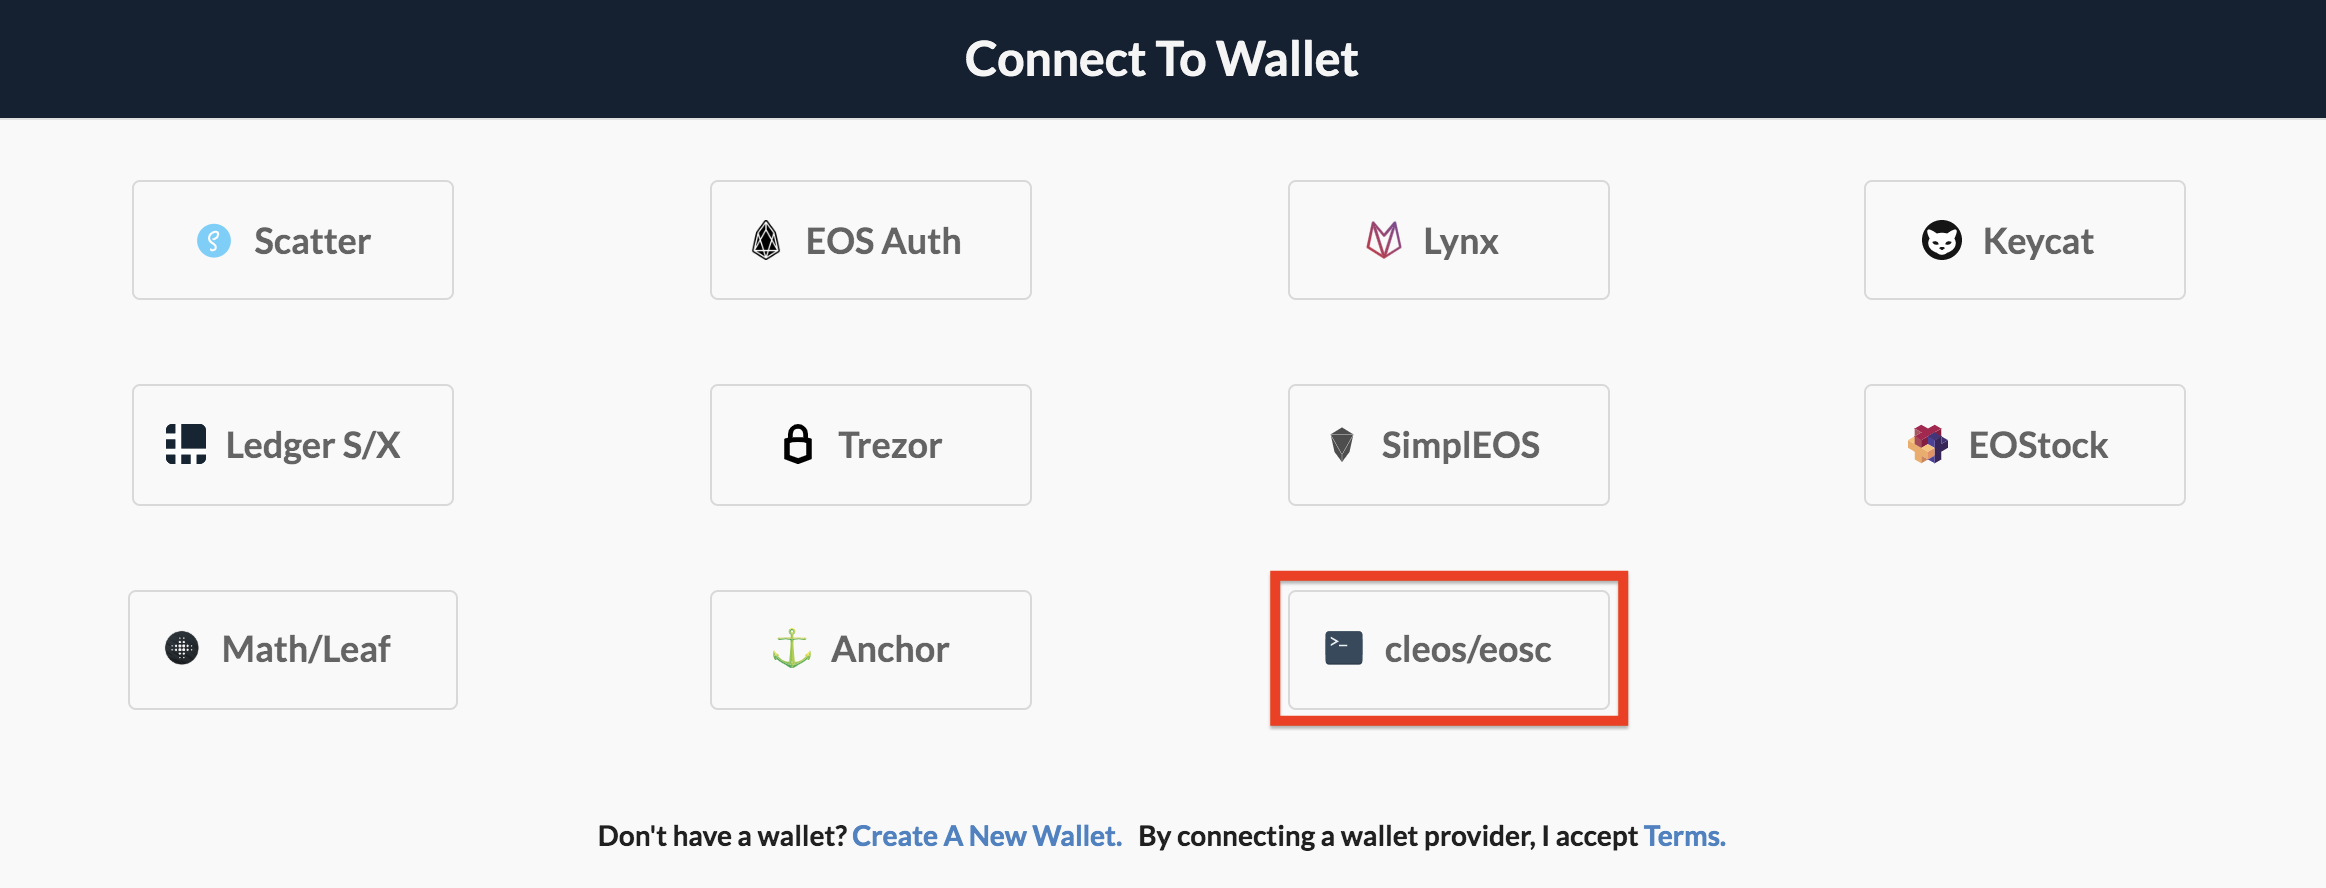 Connect To Wallet
Scatter
EOS Auth
Lynx
Keycat
Ledger S/X
Trezor
SimplEOS
EOStock
Math/Leaf
Anchor
>_ cleos/eosc
Don't have a wallet? Create A New Wallet. By connecting a wallet provider, I accept Terms.